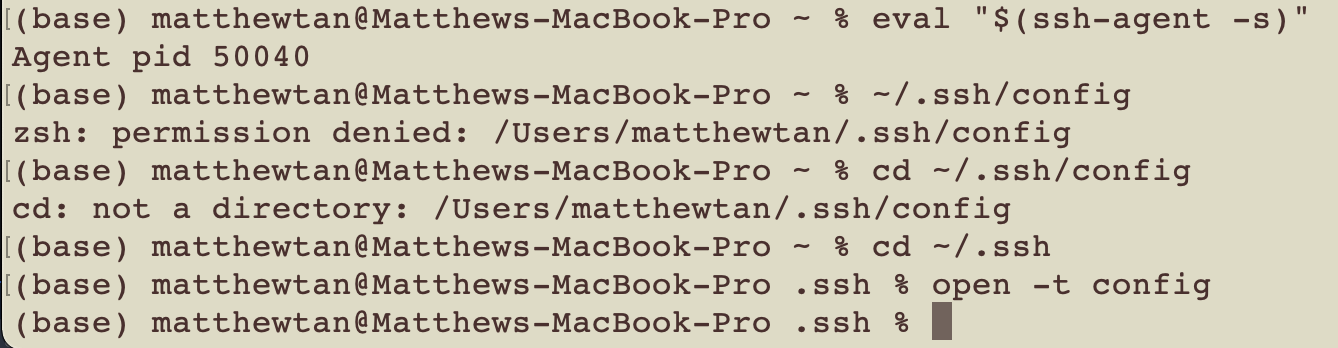 [(base) matthewtan@Matthews-MacBook-Pro ~ % eval "$(ssh-agent -s)"
Agent pid 50040
[(base) matthewtan@Matthews-MacBook-Pro ~ % ~/.ssh/config
zsh: permission denied: /Users/matthewtan/.ssh/config
[(base) matthewtan@Matthews-MacBook-Pro ~ % cd ~/.ssh/config
cd: not a directory: /Users/matthewtan/.ssh/config
[(base) matthewtan@Matthews-MacBook-Pro ~ % cd ~/.ssh
[(base) matthewtan@Matthews-MacBook-Pro .ssh % open -t config
(base) matthewtan@Matthews-MacBook-Pro .ssh %